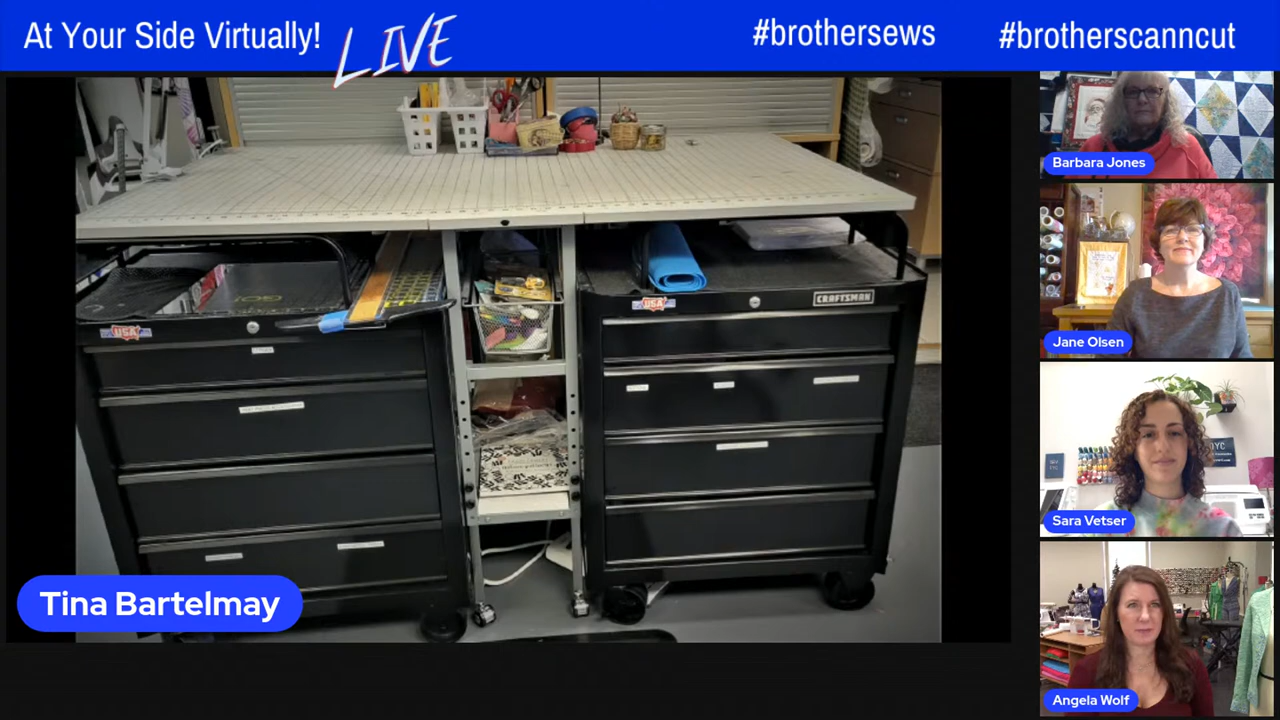 At Your Side Virtually!
LIVE
#brothersews
#brotherscanncut
Barbara Jones
Jane Olsen
USA
USA
CRAFTSMAN
Sara Vetser
Tina Bartelmay
Angela Wolf